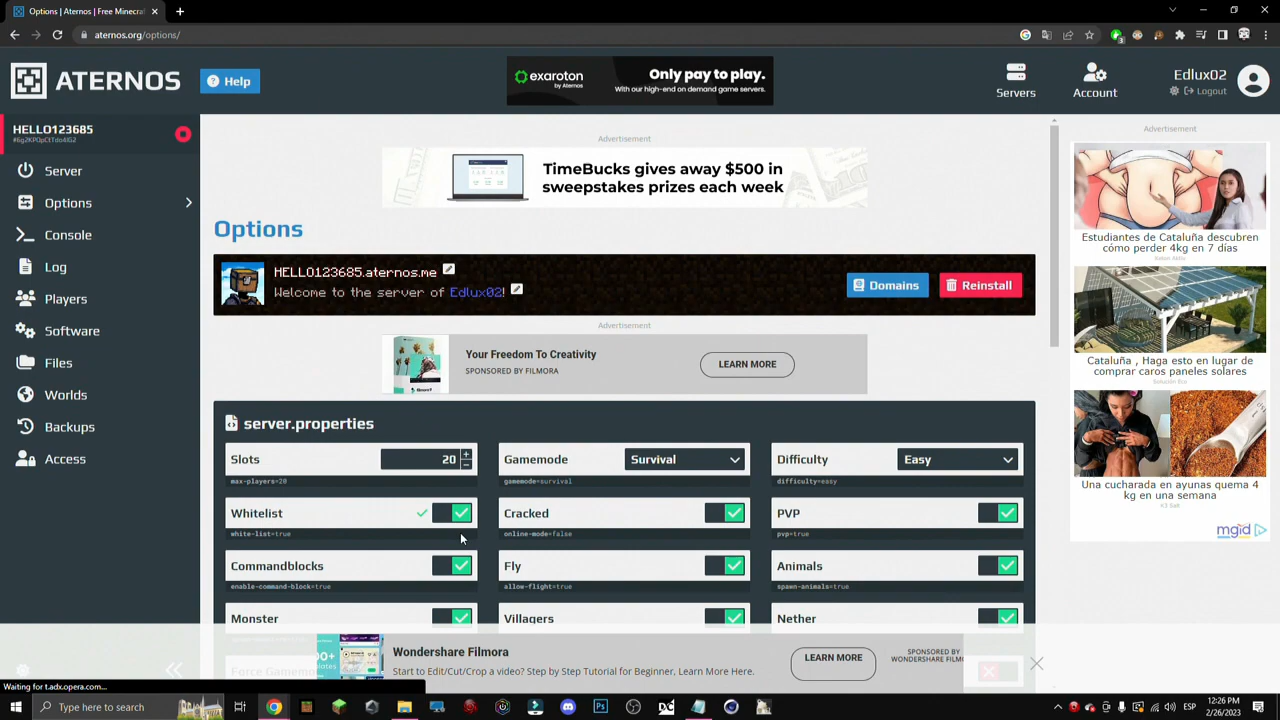 Options | Aternos | Free Minecraf
aternos.org/options/
ATERNOS
Help
exaroton
by Aternos
Only pay to play.
With our high-end on demand game servers.
Servers
Account
Edlux02
Logout
HELLO123685
Server
Options
Console
Log
Players
Software
Files
Worlds
Backups
Access
Advertisement
TimeBucks gives away $500 in
sweepstakes prizes each week
Options
HELLO123685.aternos.me
Welcome to the server of Edlux02!
Domains
Reinstall
Advertisement
Your Freedom To Creativity
SPONSORED BY FILMORA
LEARN MORE
server.properties
Slots
20
max-players=20
Gamemode
Survival
gamemode=survival
Difficulty
Easy
difficulty=easy
Whitelist
white-list=true
Cracked
online-mode=false
PVP
pvp=true
Commandblocks
enable-command-block=true
Fly
allow-flight=true
Animals
spawn-animals=true
Monster
Villagers
Nether
Force Gamemo
Wondershare Filmora
Start to Edit/Cut/Crop a video? Step by Step Tutorial for Beginner, Learn More Here.
LEARN MORE
SPONSORED BY
WONDERSHARE FILMO
Advertisement
Estudiantes de Cataluña descubren
cómo perder 4kg en 7 días
Cataluña , Haga esto en lugar de
comprar caros paneles solares
Una cucharada en ayunas quema 4
kg en una semana
mgid
Waiting for t.adx.opera.com...
Type here to search
ESP
12:26 PM
2/26/2023